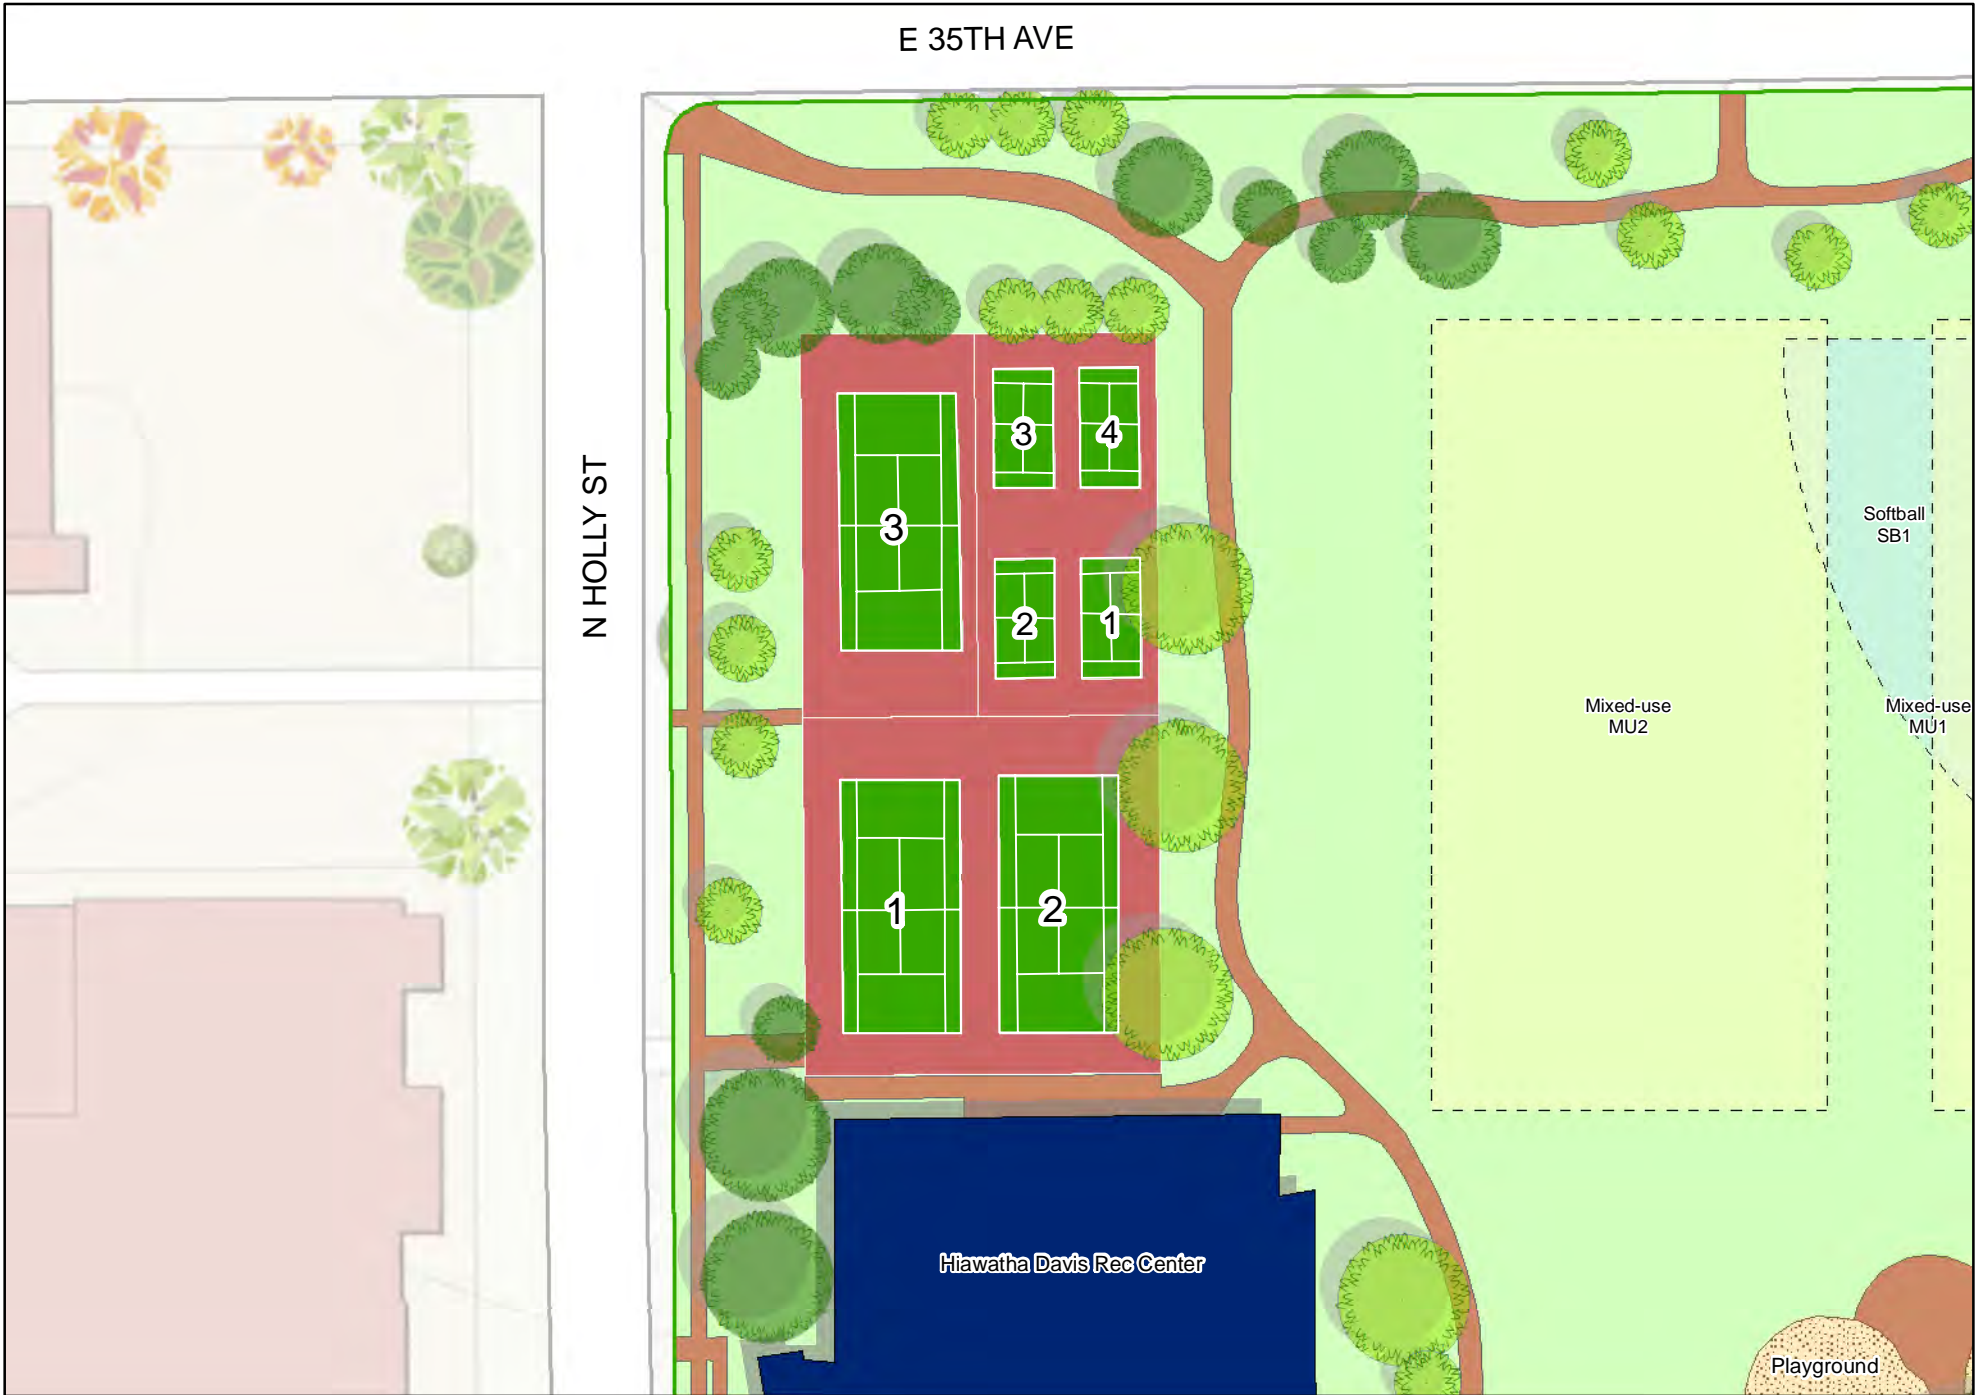 E 35TH AVE
N HOLLY ST
3
3
4
2
1
1
2
Softball
SB1
Mixed-use
MU2
Mixed-use
MU1
Hiawatha Davis Rec Center
Playground